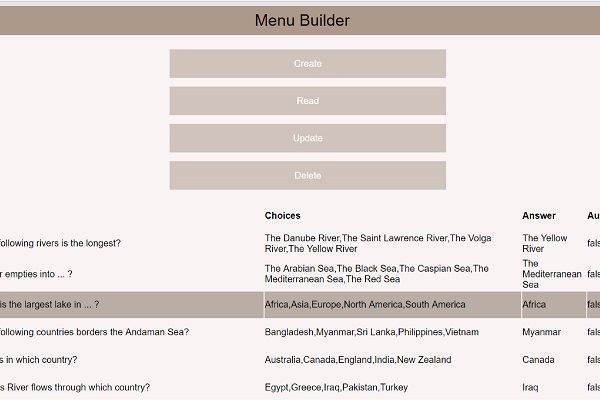 Menu Builder
Create
Read
Update
Delete
Choices Answer Au
following rivers is the longest? The Danube River,The Saint Lawrence River,The Volga River,The Yellow River The Yellow River fals
r empties into ... ? The Arabian Sea,The Black Sea,The Caspian Sea,The Mediterranean Sea,The Red Sea The Mediterranean Sea fals
is the largest lake in ... ? Africa,Asia,Europe,North America,South America Africa fals
following countries borders the Andaman Sea? Bangladesh,Myanmar,Sri Lanka,Philippines,Vietnam Myanmar fals
s in which country? Australia,Canada,England,India,New Zealand Canada fals
s River flows through which country? Egypt,Greece,Iraq,Pakistan,Turkey Iraq fals